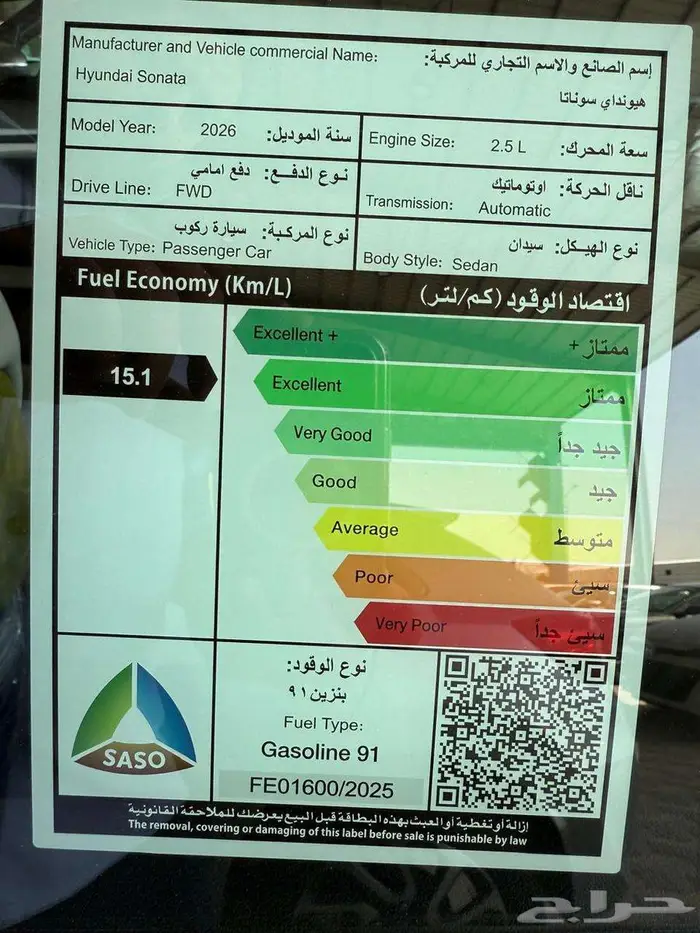 Manufacturer and Vehicle commercial Name:
إسم الصانع والاسم التجاري للمركبة:
Hyundai Sonata
هيونداي سوناتا
Model Year: 2026 سنة الموديل:
Engine Size: 2.5 L سعة المحرك:
نوع الدفع: دفع امامي
Drive Line: FWD
ناقل الحركة: اوتوماتيك
Transmission: Automatic
نوع المركبة: سيارة ركوب
Vehicle Type: Passenger Car
نوع الهيكل: سيدان
Body Style: Sedan
Fuel Economy (Km/L) اقتصاد الوقود (كم/لتر)
Excellent + ممتاز +
15.1
Excellent ممتاز
Very Good جيد جداً
Good جيد
Average متوسط
Poor سيئ
Very Poor سيئ جداً
نوع الوقود:
بنزين ٩١
Fuel Type:
Gasoline 91
SASO
FE01600/2025
إزالة أو تغطية أو العبث بهذه البطاقة قبل البيع يعرضك للملاحقة القانونية
The removal, covering or damaging of this label before sale is punishable by law
حراج